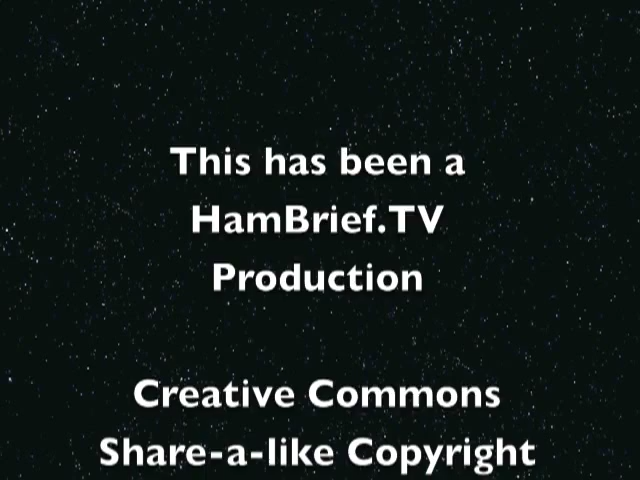 This has been a
HamBrief.TV
Production
Creative Commons
Share-a-like Copyright